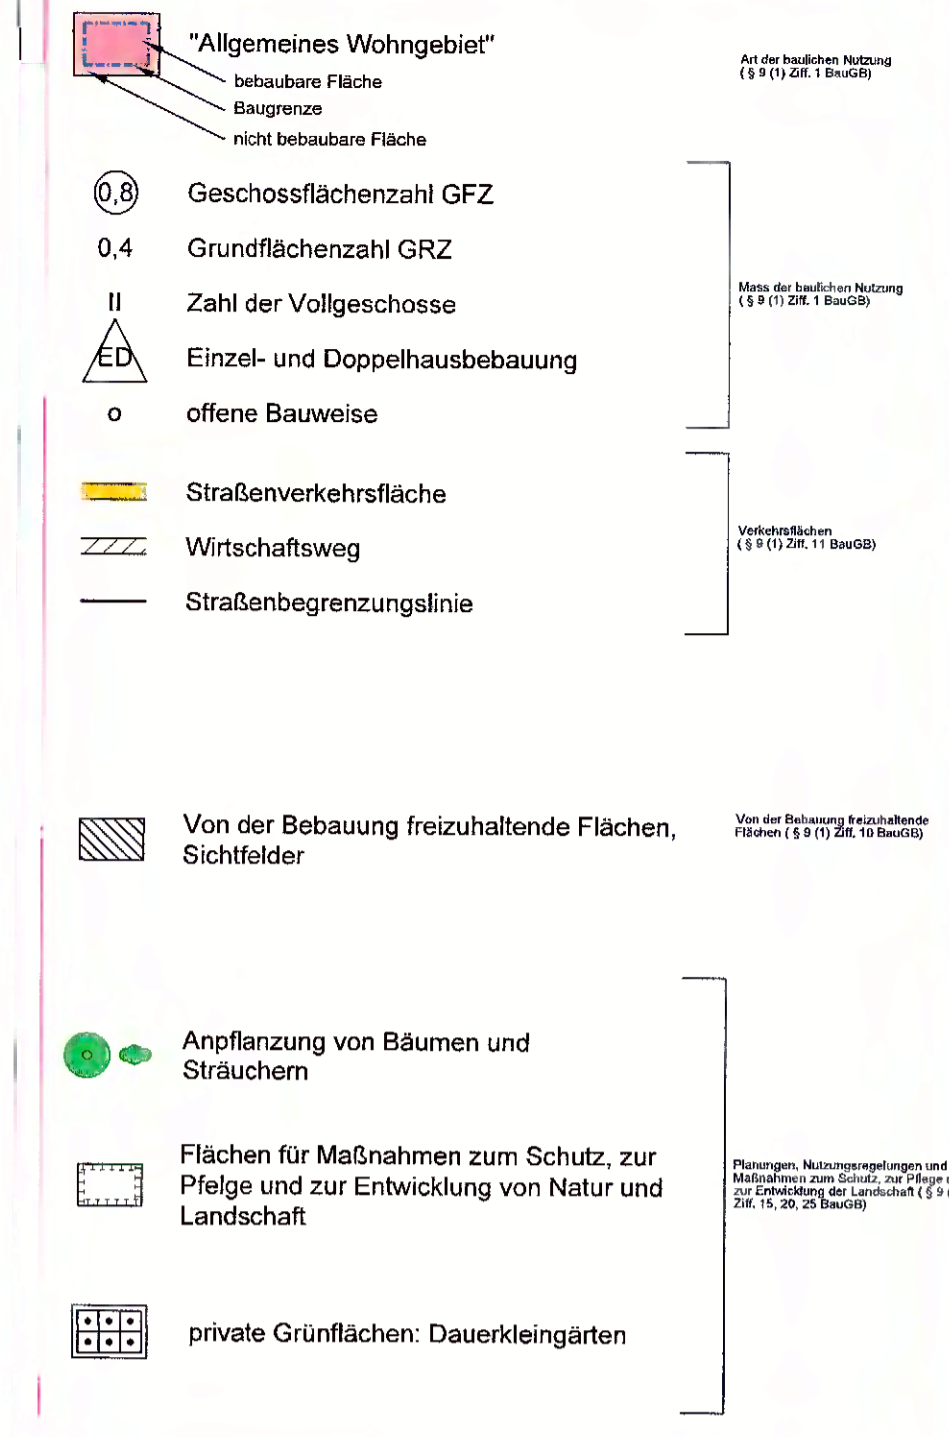 "Allgemeines Wohngebiet"
bebaubare Fläche
Baugrenze
nicht bebaubare Fläche
Art der baulichen Nutzung
( § 9 (1) Ziff. 1 BauGB)
0,8 Geschossflächenzahl GFZ
0,4 Grundflächenzahl GRZ
II Zahl der Vollgeschosse
ED Einzel- und Doppelhausbebauung
o offene Bauweise
Mass der baulichen Nutzung
( § 9 (1) Ziff. 1 BauGB)
Straßenverkehrsfläche
Wirtschaftsweg
Straßenbegrenzungslinie
Verkehrsflächen
( § 9 (1) Ziff. 11 BauGB)
Von der Bebauung freizuhaltende Flächen,
Sichtfelder
Von der Bebauung freizuhaltende
Flächen ( § 9 (1) Ziff. 10 BauGB)
Anpflanzung von Bäumen und
Sträuchern
Flächen für Maßnahmen zum Schutz, zur
Pfelge und zur Entwicklung von Natur und
Landschaft
private Grünflächen: Dauerkleingärten
Planungen, Nutzungsregelungen und
Maßnahmen zum Schutz, zur Pflege
zur Entwicklung der Landschaft ( § 9 (
Ziff. 15, 20, 25 BauGB)